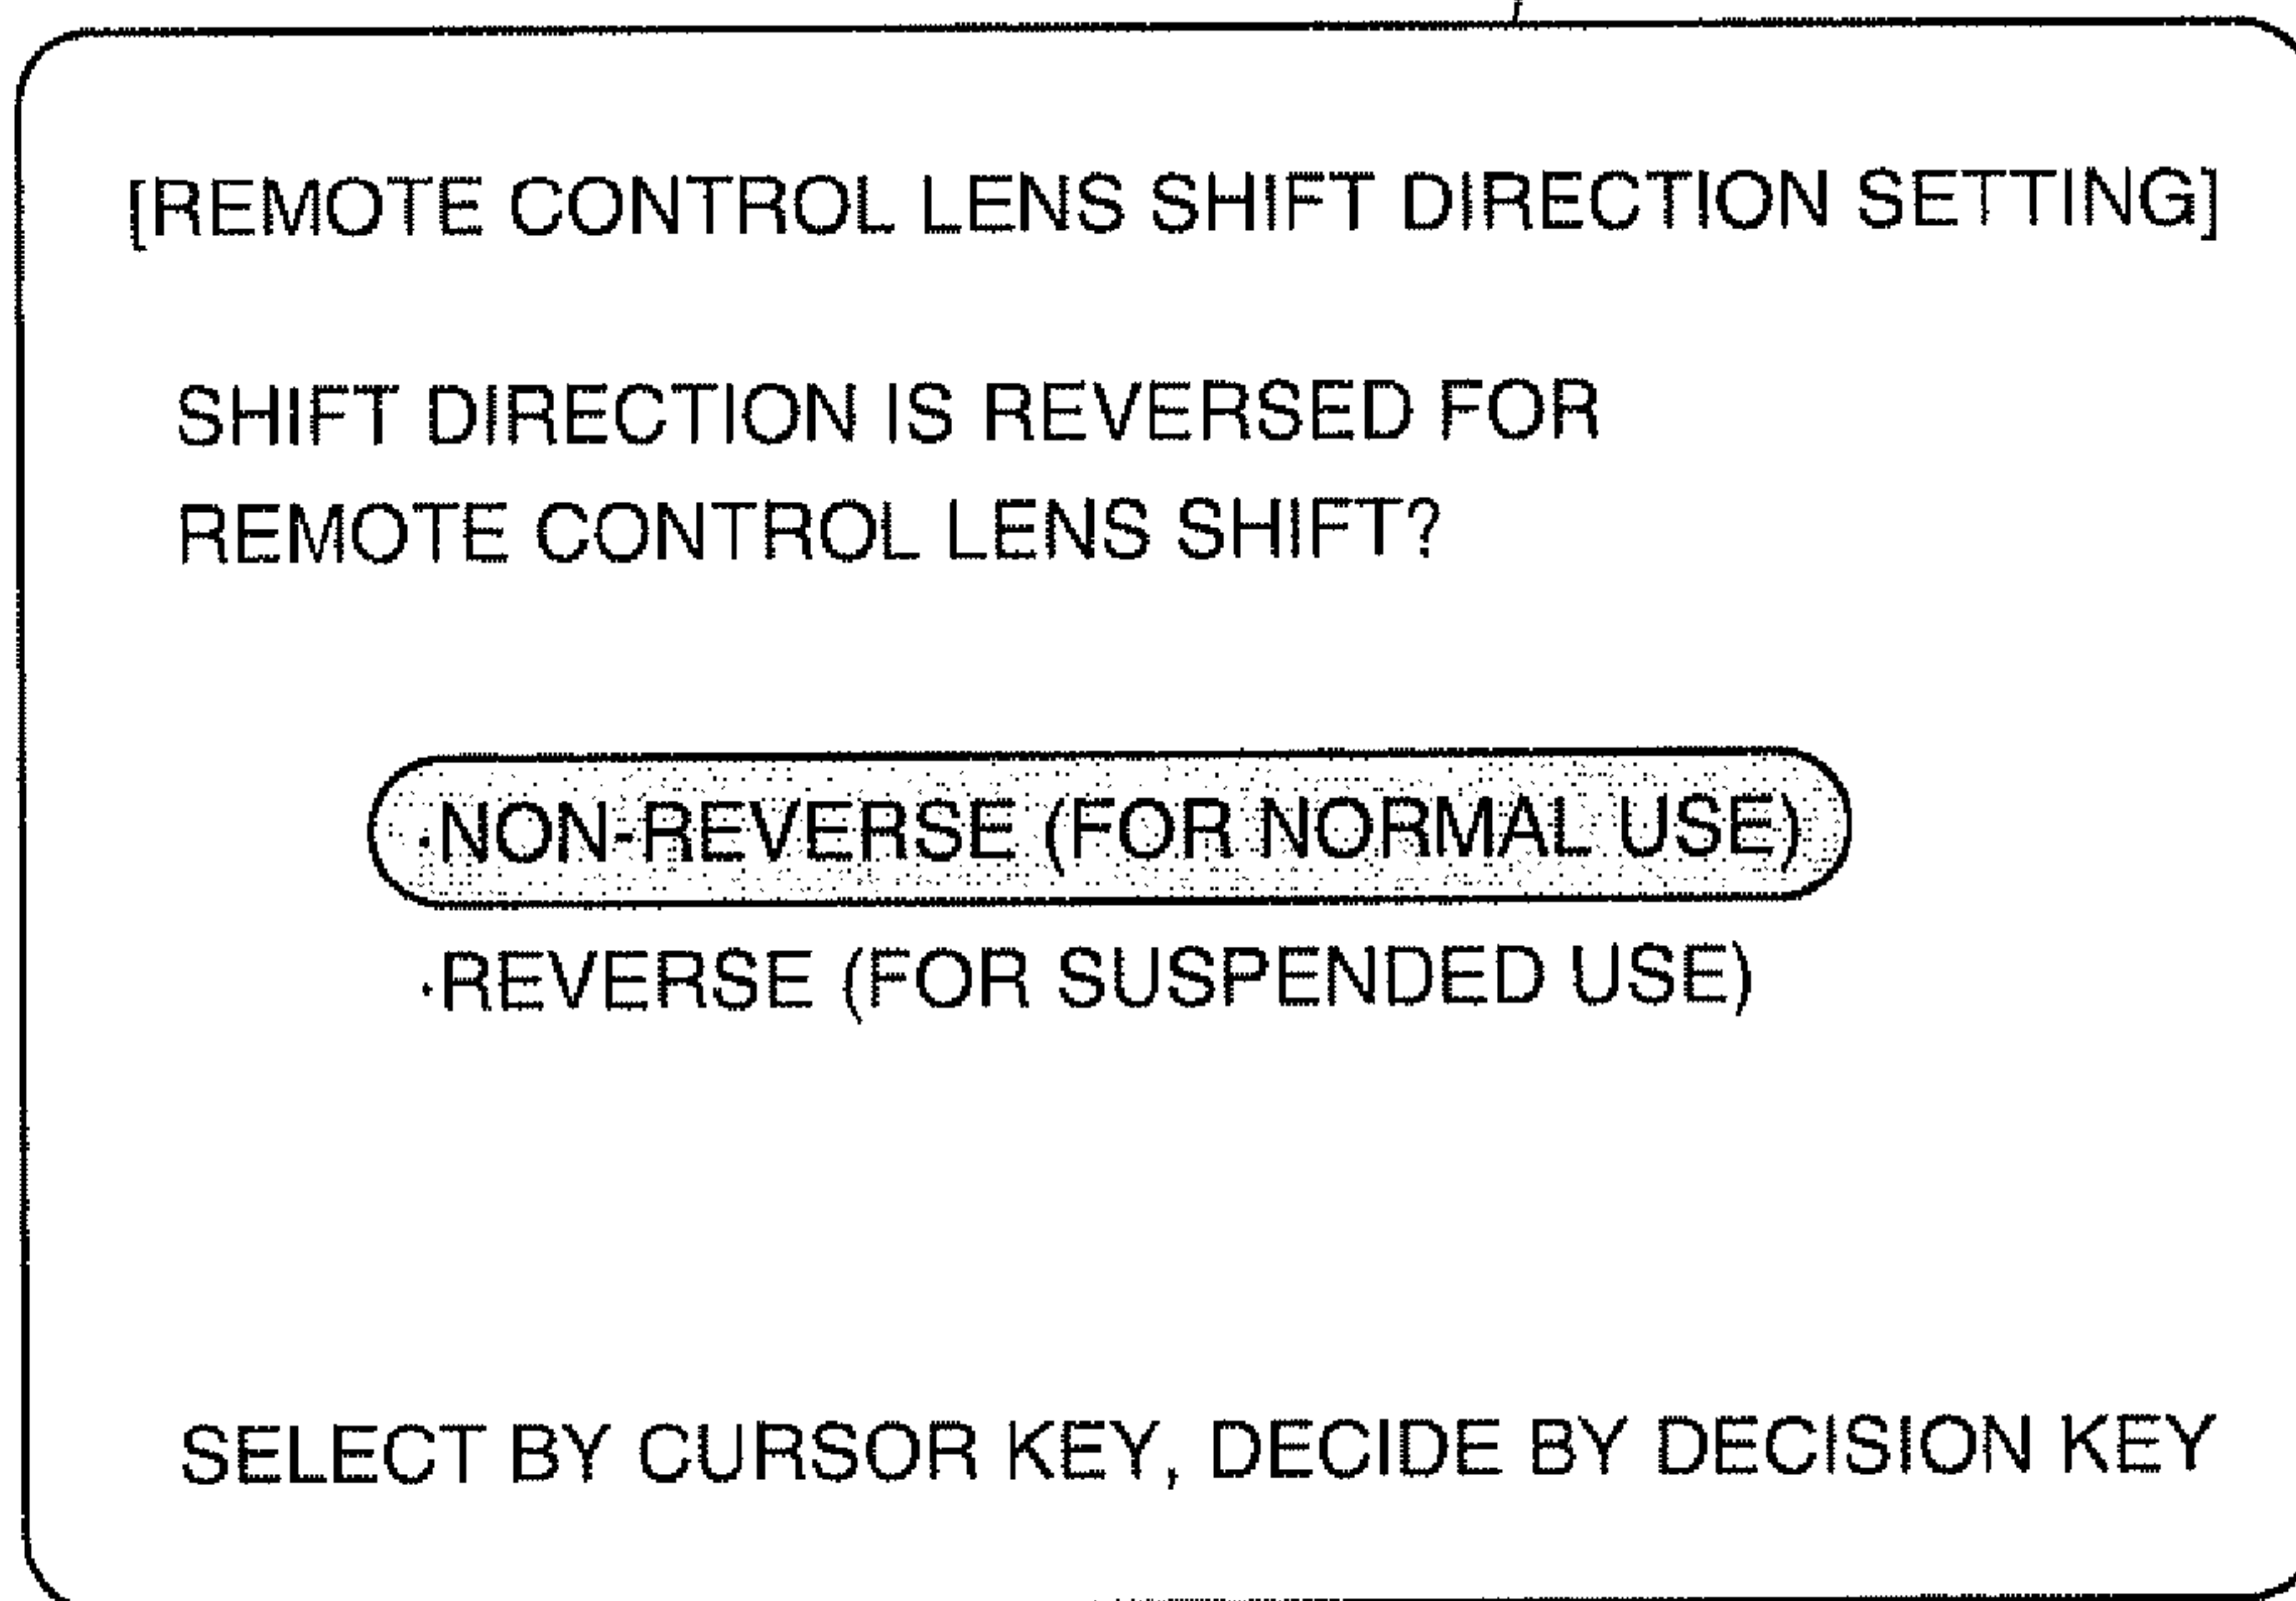 [REMOTE CONTROL LENS SHIFT DIRECTION SETTING]
SHIFT DIRECTION IS REVERSED FOR
REMOTE CONTROL LENS SHIFT?
·NON-REVERSE (FOR NORMAL USE)
·REVERSE (FOR SUSPENDED USE)
SELECT BY CURSOR KEY, DECIDE BY DECISION KEY